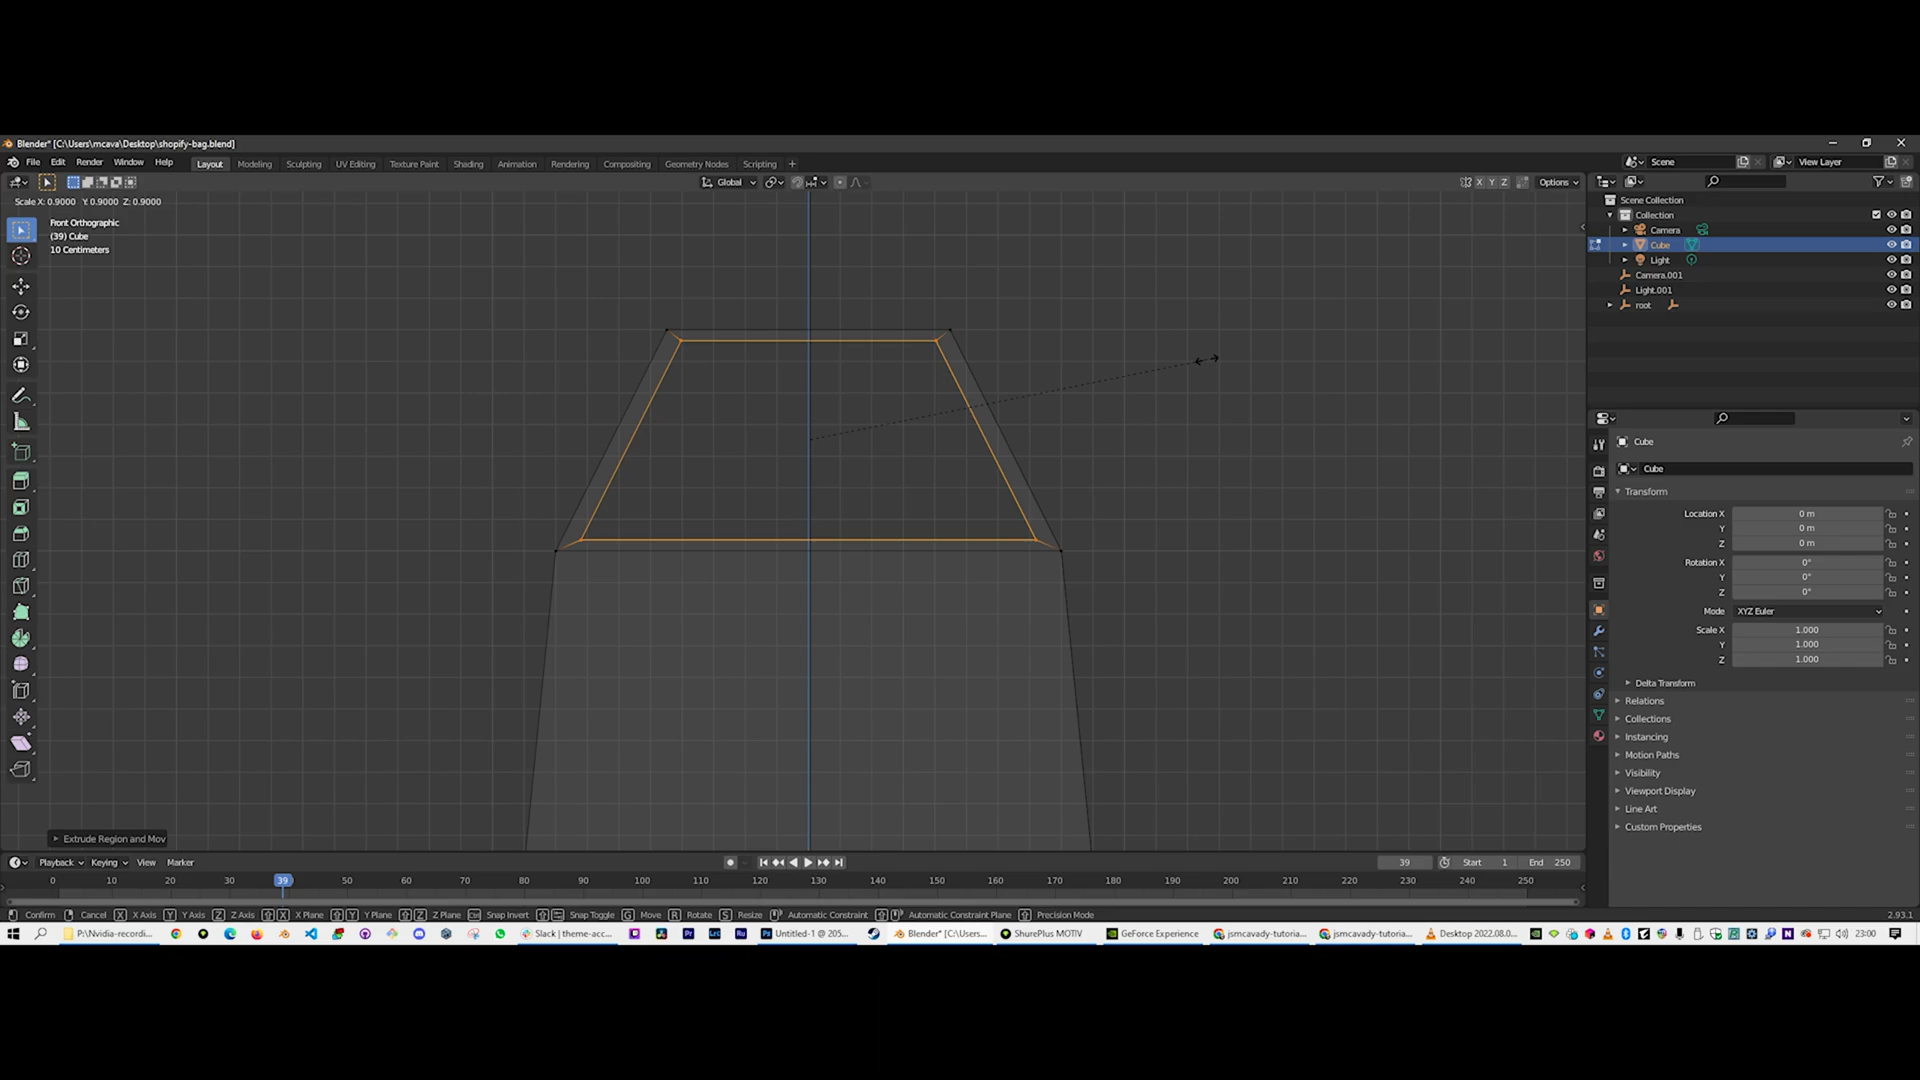 Blender* [C:\Users\mcava\Desktop\shopify-bag.blend]
File Edit Render Window Help Layout Modeling Sculpting UV Editing Texture Paint Shading Animation Rendering Compositing Geometry Nodes Scripting + Scene View Layer
Global X Y Z Options
Scale X: 0.9000 Y: 0.9000 Z: 0.9000
Front Orthographic
(39) Cube
10 Centimeters
Scene Collection
Collection
Camera
Cube
Light
Camera.001
Light.001
root
Cube
Cube
Transform
Location X 0 m
Y 0 m
Z 0 m
Rotation X 0°
Y 0°
Z 0°
Mode XYZ Euler
Scale X 1.000
Y 1.000
Z 1.000
Delta Transform
Relations
Collections
Instancing
Motion Paths
Visibility
Viewport Display
Line Art
Custom Properties
Extrude Region and Mov
Playback Keying View Marker 39 Start 1 End 250
0 10 20 30 39 50 60 70 80 90 100 110 120 130 140 150 160 170 180 190 200 210 220 230 240 250
Confirm Cancel X X Axis Y Y Axis Z Z Axis X X Plane Y Y Plane Z Z Plane Snap Invert Snap Toggle G Move R Rotate S Resize Automatic Constraint Automatic Constraint Plane Precision Mode 2.93.1
P:\Nvidia-recordi... Slack | theme-acc... Untitled-1 @ 205... Blender* [C:\Users... ShurePlus MOTIV GeForce Experience jsmcavady-tutoria... jsmcavady-tutoria... Desktop 2022.08.0... 23:00